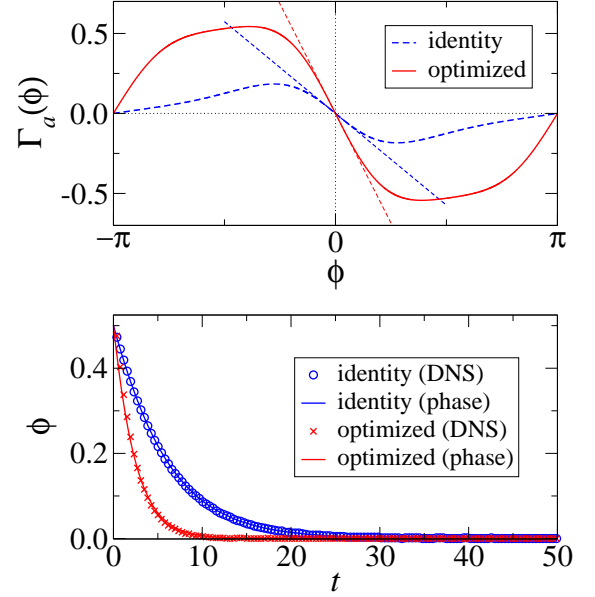 0.5
0.0
-0.5
Γa(ϕ)
identity
optimized
−π
0
π
ϕ
0.4
0.2
0.0
ϕ
identity (DNS)
identity (phase)
optimized (DNS)
optimized (phase)
0 10 20 30 40 50
t